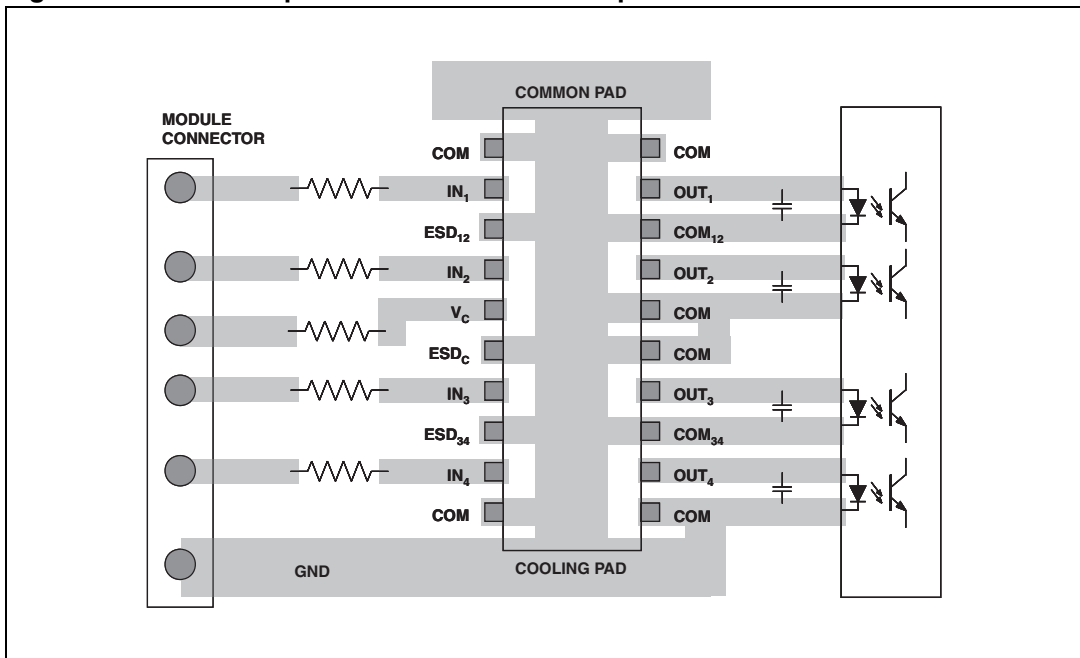 COMMON PAD
MODULE
CONNECTOR
COM
COM
IN1
OUT1
ESD12
COM12
IN2
OUT2
VC
COM
ESDC
COM
IN3
OUT3
ESD34
COM34
IN4
OUT4
COM
COM
GND
COOLING PAD